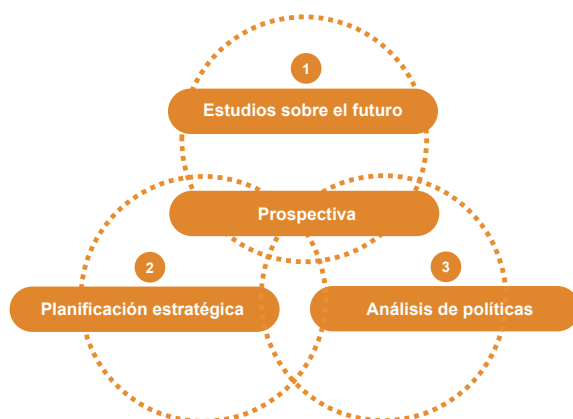 1
Estudios sobre el futuro
Prospectiva
2
Planificación estratégica
3
Análisis de políticas